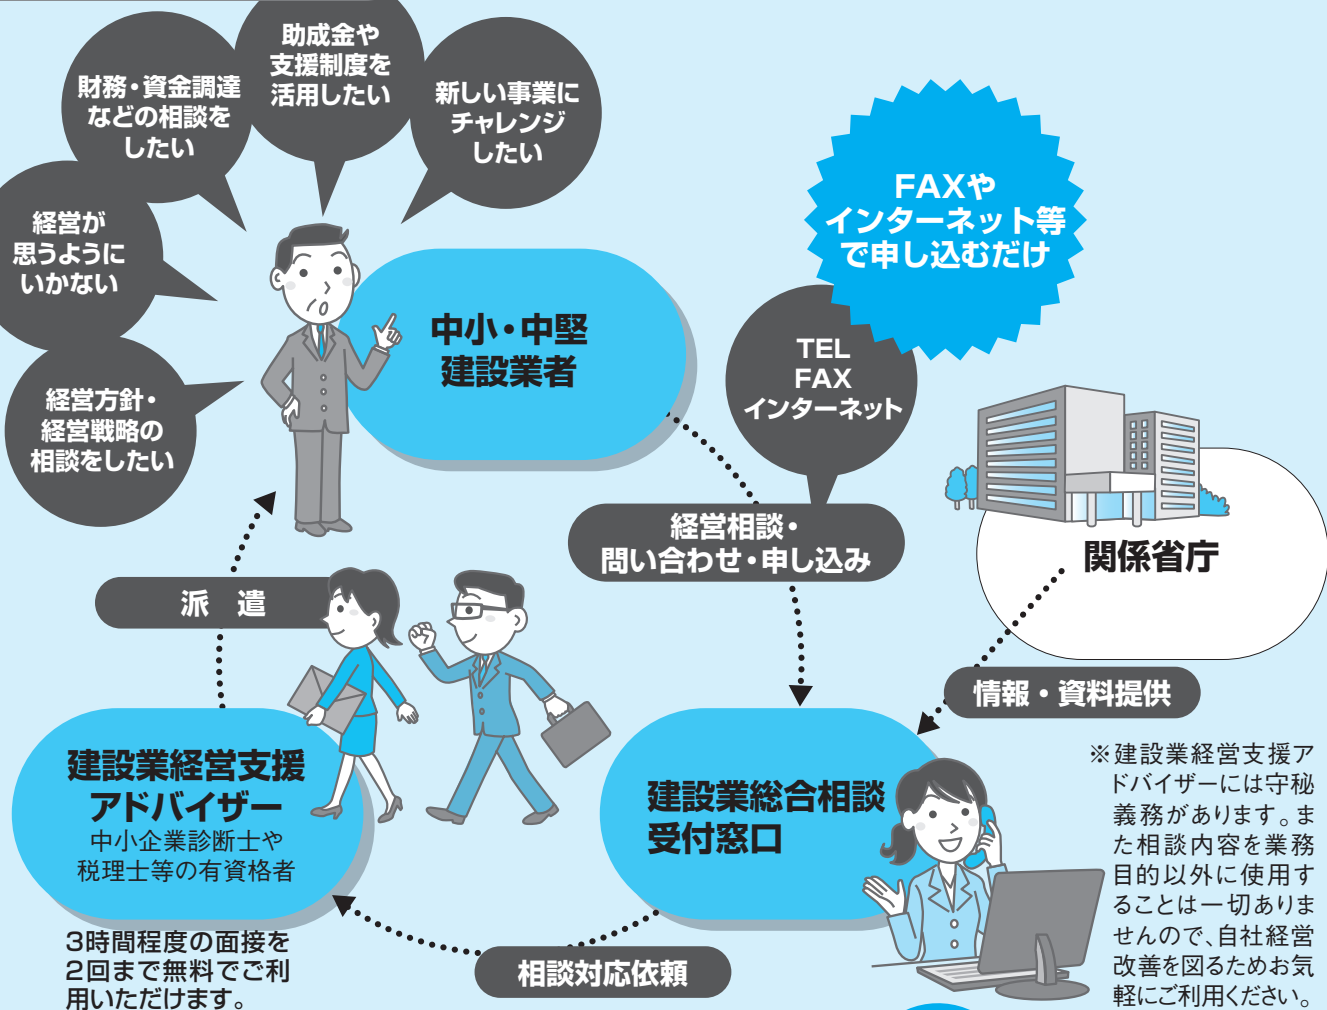 助成金や
支援制度を
活用したい
財務・資金調達
などの相談を
したい
新しい事業に
チャレンジ
したい
経営が
思うように
いかない
経営方針・
経営戦略の
相談をしたい
中小・中堅
建設業者
FAXや
インターネット等
で申し込むだけ
TEL
FAX
インターネット
経営相談・
問い合わせ・申し込み
関係省庁
派　遣
情報・資料提供
建設業経営支援
アドバイザー
中小企業診断士や
税理士等の有資格者
3時間程度の面接を
2回まで無料でご利
用いただけます。
建設業総合相談
受付窓口
相談対応依頼
※建設業経営支援ア
ドバイザーには守秘
義務があります。ま
た相談内容を業務
目的以外に使用す
ることは一切ありま
せんので、自社経営
改善を図るためお気
軽にご利用ください。